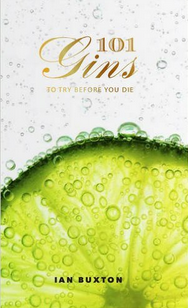 101
Gins
TO TRY BEFORE YOU DIE
IAN BUXTON